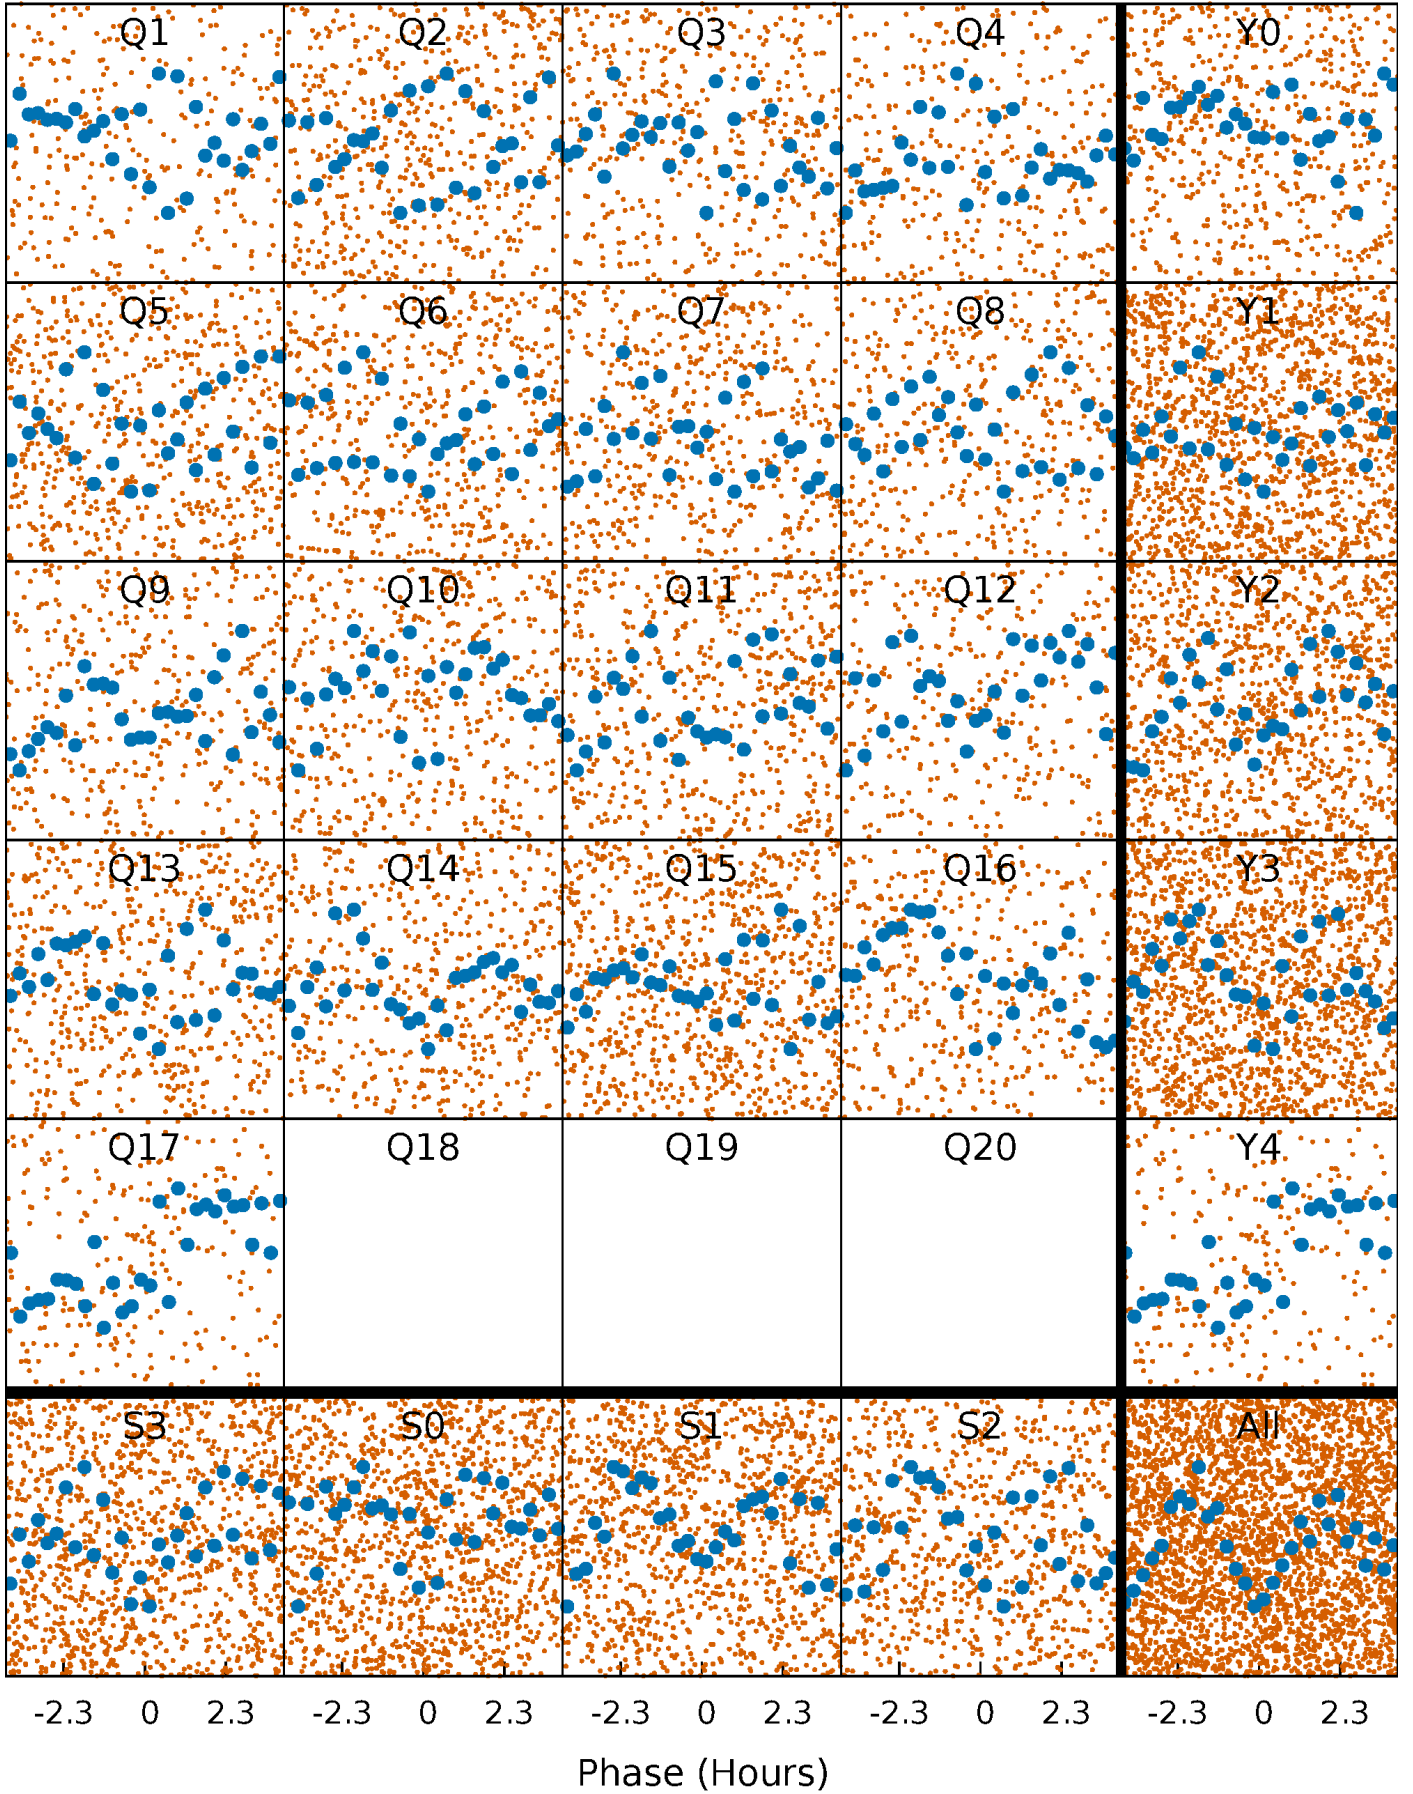 Q1 Q2 Q3 Q4 Y0
Q5 Q6 Q7 Q8 Y1
Q9 Q10 Q11 Q12 Y2
Q13 Q14 Q15 Q16 Y3
Q17 Q18 Q19 Q20 Y4
S3 S0 S1 S2 All
-2.3 0 2.3 -2.3 0 2.3 -2.3 0 2.3 -2.3 0 2.3 -2.3 0 2.3
Phase (Hours)